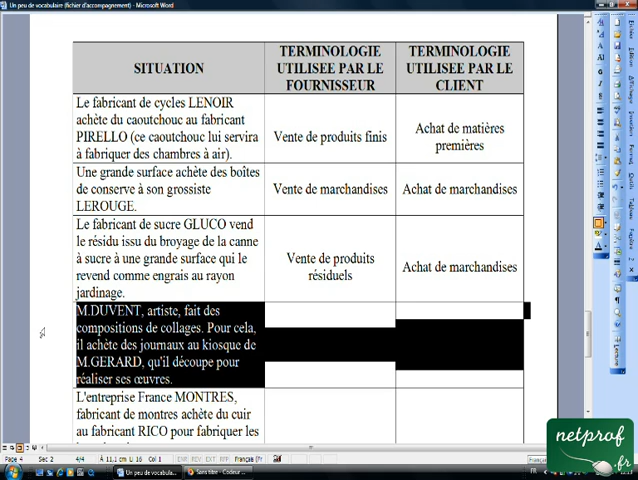 Un peu de vocabulaire (fichier d'accompagnement) - Microsoft Word
SITUATION
TERMINOLOGIE
UTILISEE PAR LE
FOURNISSEUR
TERMINOLOGIE
UTILISEE PAR LE
CLIENT
Le fabricant de cycles LENOIR
achète du caoutchouc au fabricant
PIRELLO (ce caoutchouc lui servira
à fabriquer des chambres à air).
Vente de produits finis
Achat de matières
premières
Une grande surface achète des boîtes
de conserve à son grossiste
LEROUGE.
Vente de marchandises
Achat de marchandises
Le fabricant de sucre GLUCO vend
le résidu issu du broyage de la canne
à sucre à une grande surface qui le
revend comme engrais au rayon
jardinage.
Vente de produits
résiduels
Achat de marchandises
M.DUVENT, artiste, fait des
compositions de collages. Pour cela,
il achète des journaux au kiosque de
M.GERARD, qu'il découpe pour
réaliser ses œuvres.
L'entreprise France MONTRES,
fabricant de montres achète du cuir
au fabricant RICO pour fabriquer les
netprof
.fr
Page 4 Sec 2 4/4 À 11,1 cm Li 16 Col 1
Français (Fr
Un peu de vocabula...
Sans titre - Codeur ...
FR